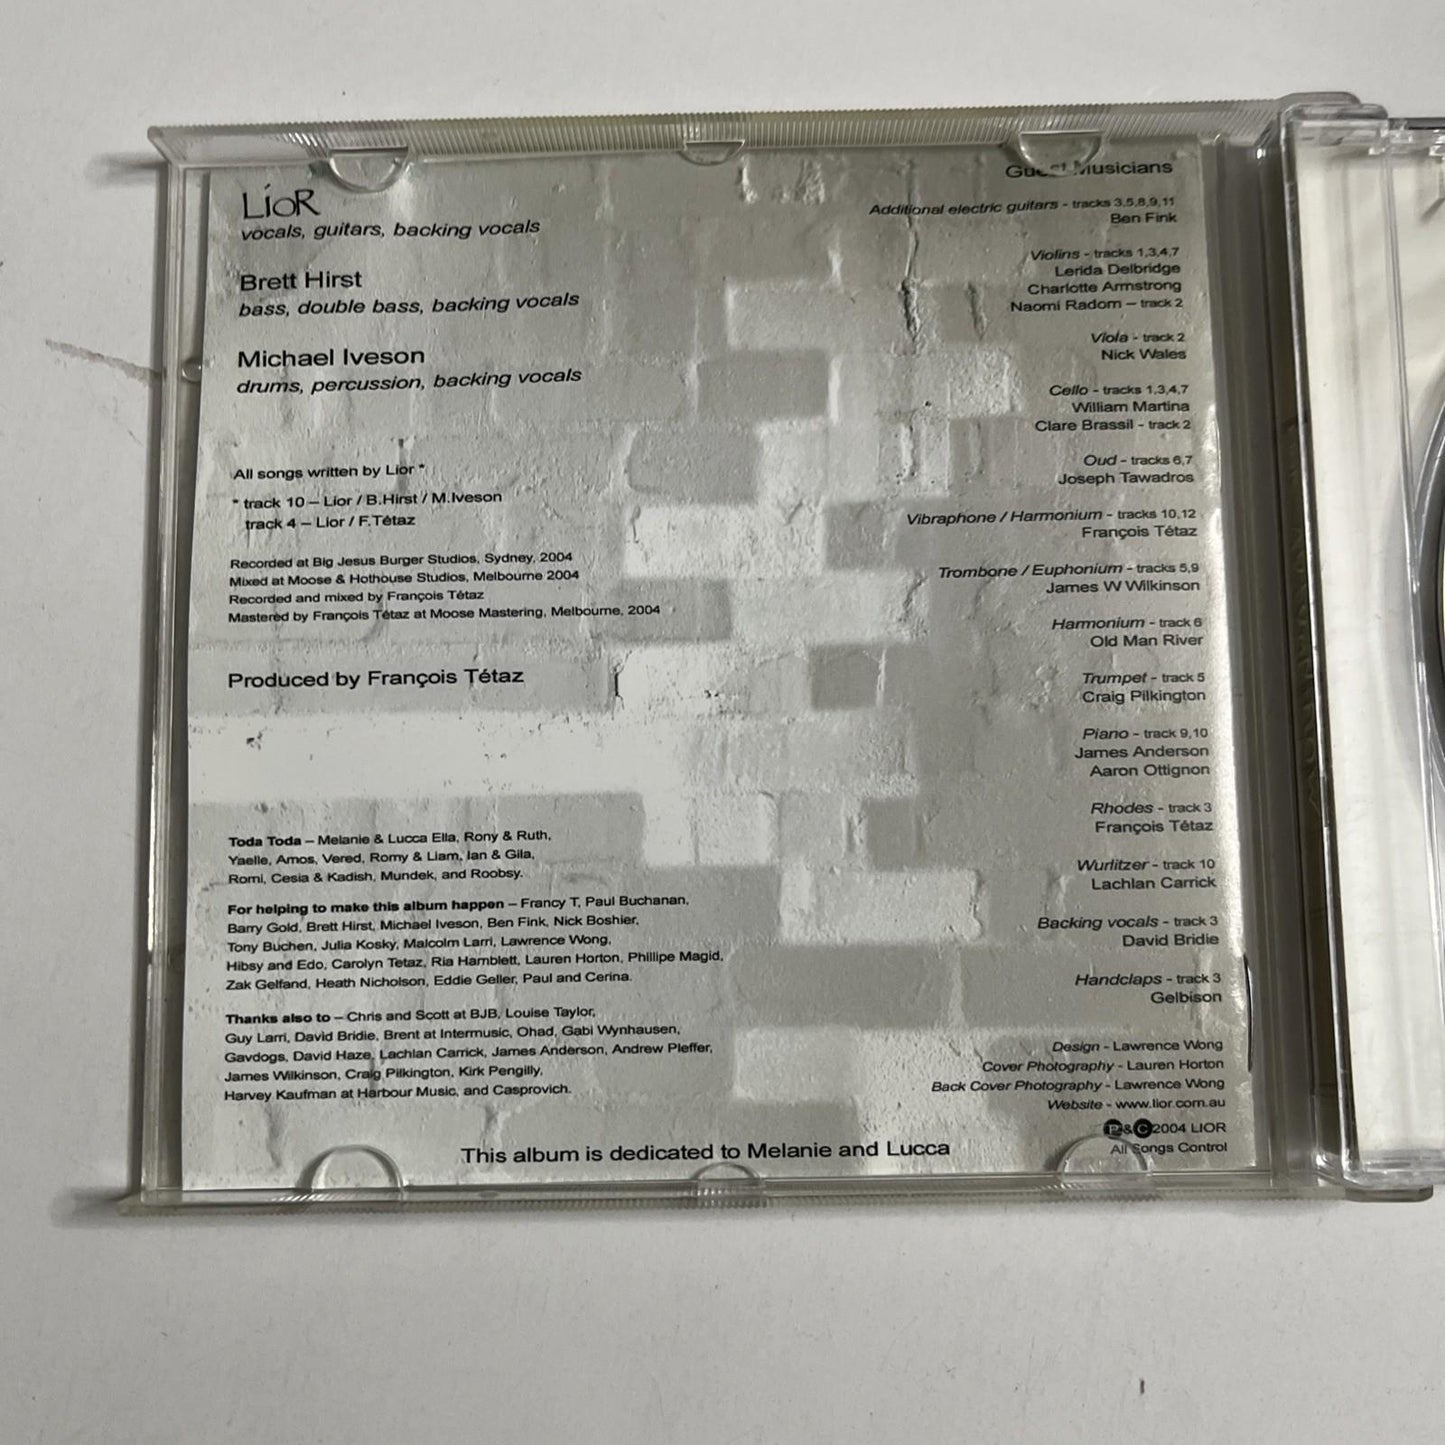 LioR
vocals, guitars, backing vocals
Brett Hirst
bass, double bass, backing vocals
Michael Iveson
drums, percussion, backing vocals
All songs written by Lior *
* track 10 – Lior / B.Hirst / M.Iveson
track 4 – Lior / F.Tétaz
Recorded at Big Jesus Burger Studios, Sydney, 2004
Mixed at Moose & Hothouse Studios, Melbourne 2004
Recorded and mixed by François Tétaz
Mastered by François Tétaz at Moose Mastering, Melbourne, 2004
Produced by François Tétaz
Toda Toda – Melanie & Lucca Ella, Rony & Ruth,
Yaelle, Amos, Vered, Romy & Liam, Ian & Gila,
Romi, Cesia & Kadish, Mundek, and Roobsy.
For helping to make this album happen – Francy T, Paul Buchanan,
Barry Gold, Brett Hirst, Michael Iveson, Ben Fink, Nick Boshier,
Tony Buchen, Julia Kosky, Malcolm Larri, Lawrence Wong,
Hibsy and Edo, Carolyn Tetaz, Ria Hamblett, Lauren Horton, Phillipe Magid,
Zak Gelfand, Heath Nicholson, Eddie Geller, Paul and Cerina.
Thanks also to – Chris and Scott at BJB, Louise Taylor,
Guy Larri, David Bridie, Brent at Intermusic, Ohad, Gabi Wynhausen,
Gavdogs, David Haze, Lachlan Carrick, James Anderson, Andrew Pleffer,
James Wilkinson, Craig Pilkington, Kirk Pengilly,
Harvey Kaufman at Harbour Music, and Casprovich.
This album is dedicated to Melanie and Lucca
Guest Musicians
Additional electric guitars - tracks 3,5,8,9,11
Ben Fink
Violins - tracks 1,3,4,7
Lerida Delbridge
Charlotte Armstrong
Naomi Radom – track 2
Viola - track 2
Nick Wales
Cello - tracks 1,3,4,7
William Martina
Clare Brassil - track 2
Oud - tracks 6,7
Joseph Tawadros
Vibraphone / Harmonium - tracks 10,12
François Tétaz
Trombone / Euphonium - tracks 5,9
James W Wilkinson
Harmonium - track 6
Old Man River
Trumpet - track 5
Craig Pilkington
Piano - track 9,10
James Anderson
Aaron Ottignon
Rhodes - track 3
François Tétaz
Wurlitzer - track 10
Lachlan Carrick
Backing vocals - track 3
David Bridie
Handclaps - track 3
Gelbison
Design - Lawrence Wong
Cover Photography - Lauren Horton
Back Cover Photography - Lawrence Wong
Website - www.lior.com.au
Ⓟ&Ⓒ2004 LIOR
All Songs Control